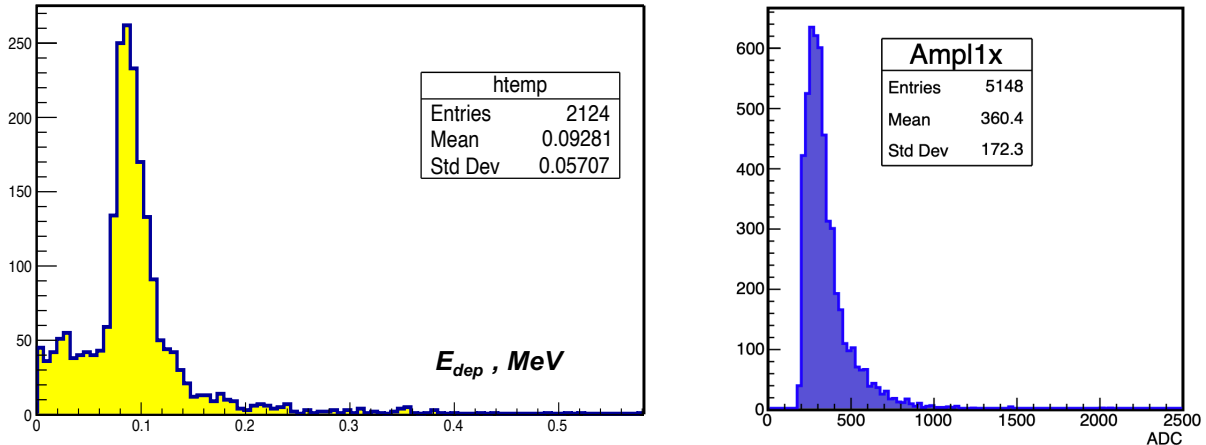 250
200
150
100
50
0
0
0.1
0.2
0.3
0.4
0.5
htemp
Entries 2124
Mean 0.09281
Std Dev 0.05707
E_dep , MeV
600
500
400
300
200
100
0
0
500
1000
1500
2000
2500
ADC
Ampl1x
Entries 5148
Mean 360.4
Std Dev 172.3